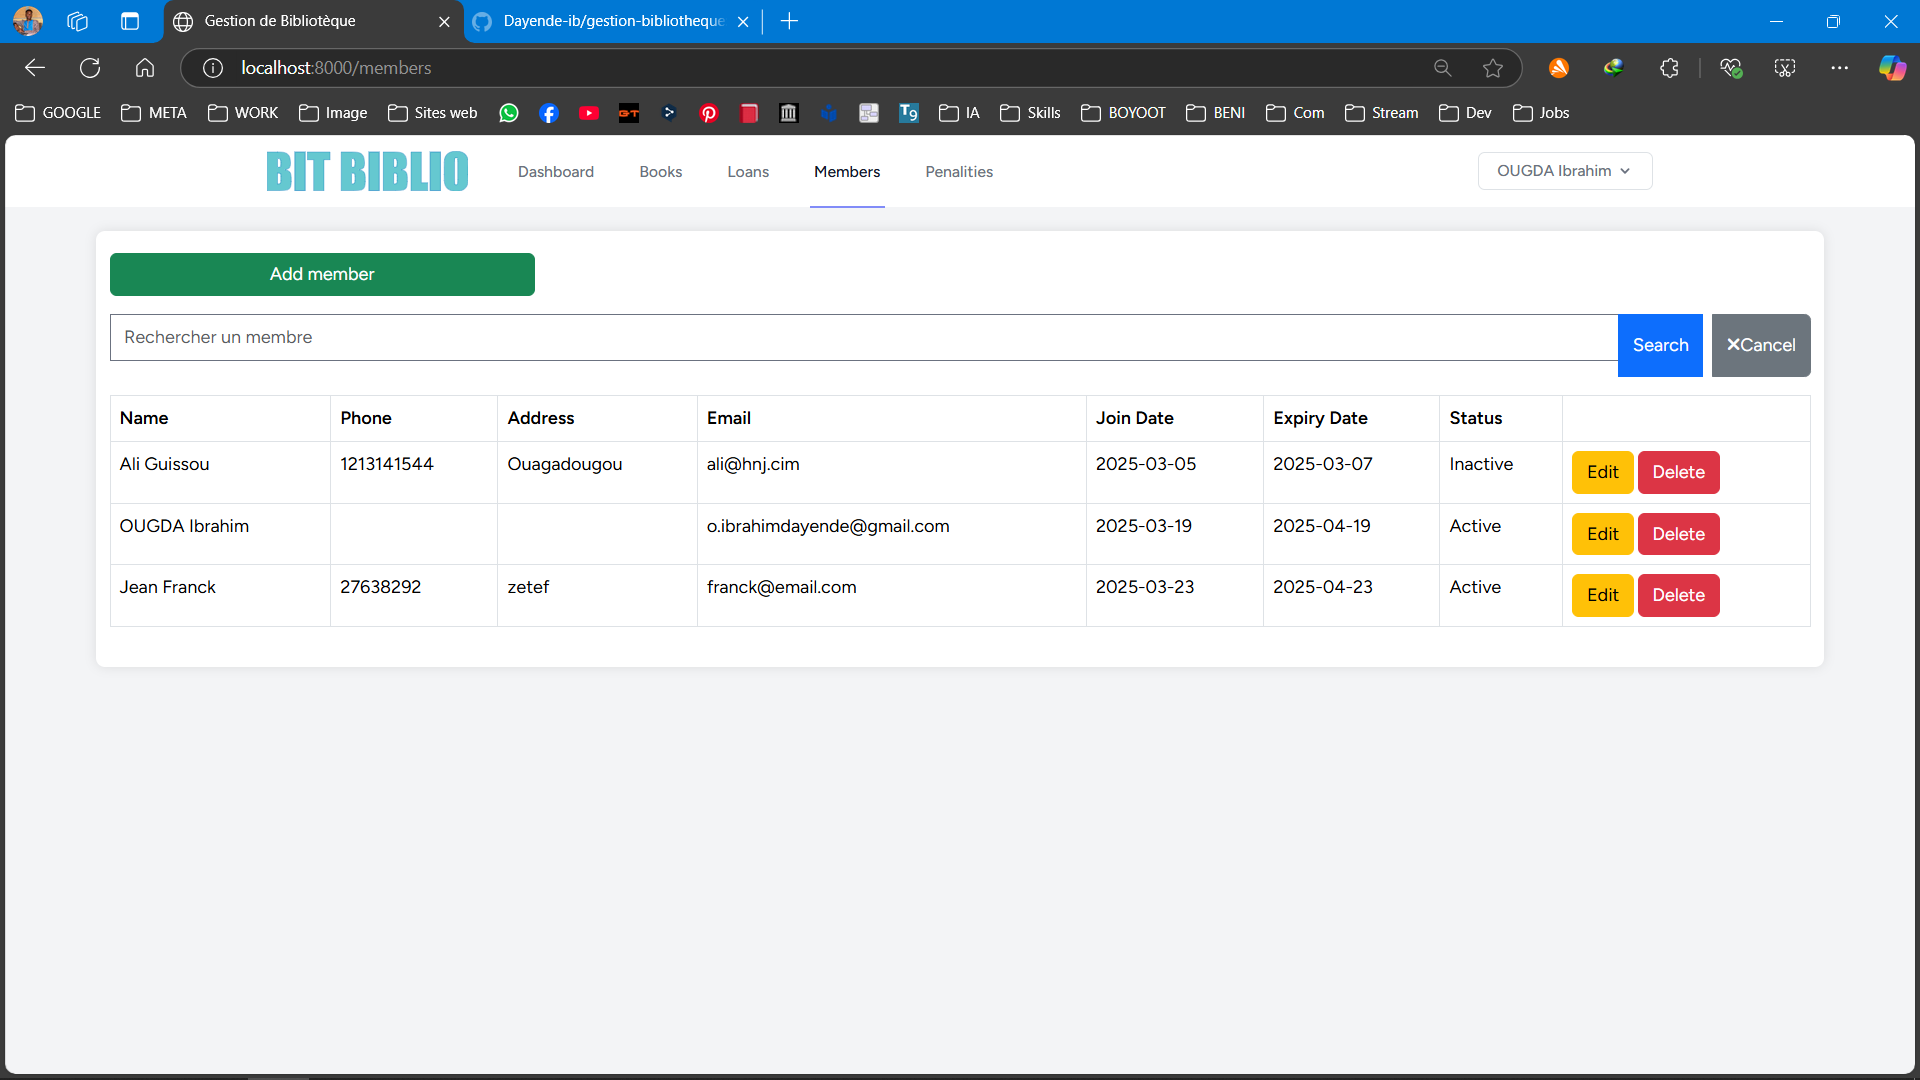 Gestion de Bibliotèque
Dayende-ib/gestion-bibliotheque
localhost:8000/members
GOOGLE META WORK Image Sites web GT T9 IA Skills BOYOOT BENI Com Stream Dev Jobs
BIT BIBLIO Dashboard Books Loans Members Penalities OUGDA Ibrahim
Add member
Rechercher un membre Search Cancel
Name Phone Address Email Join Date Expiry Date Status
Ali Guissou 1213141544 Ouagadougou ali@hnj.cim 2025-03-05 2025-03-07 Inactive Edit Delete
OUGDA Ibrahim o.ibrahimdayende@gmail.com 2025-03-19 2025-04-19 Active Edit Delete
Jean Franck 27638292 zetef franck@email.com 2025-03-23 2025-04-23 Active Edit Delete